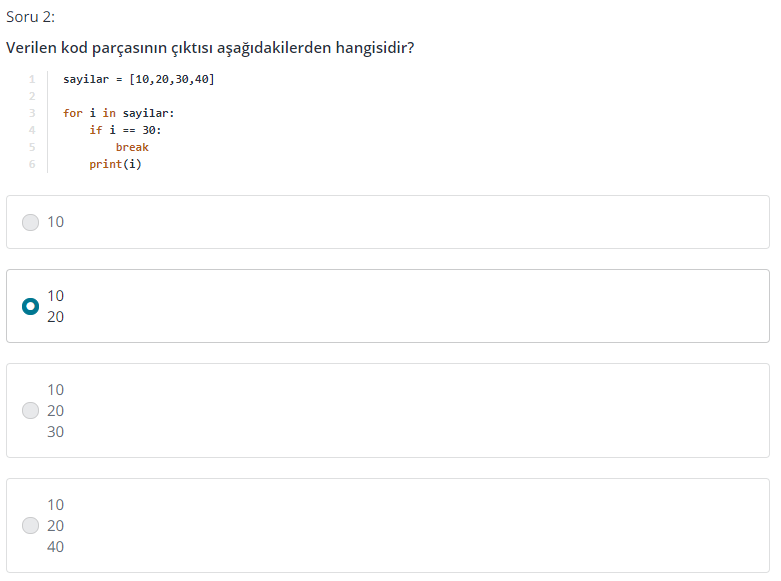 Soru 2:
Verilen kod parçasının çıktısı aşağıdakilerden hangisidir?
1 sayilar = [10,20,30,40]
2
3 for i in sayilar:
4     if i == 30:
5         break
6     print(i)
10
10
20
10
20
30
10
20
40